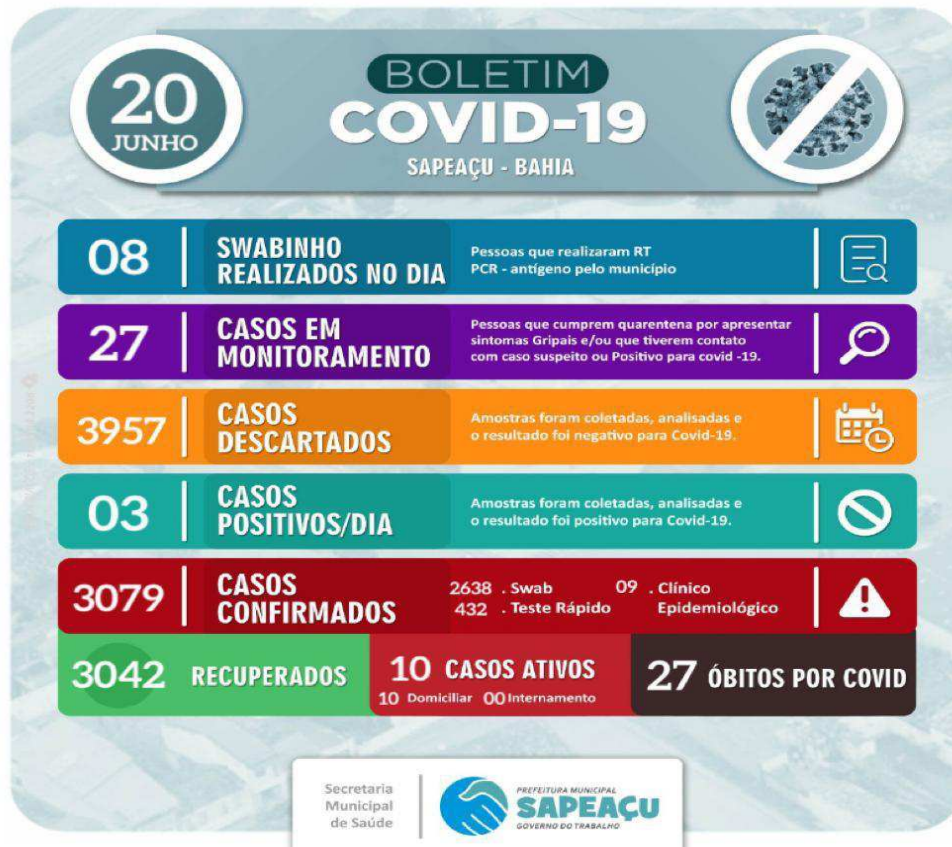 20
JUNHO
BOLETIM
COVID-19
SAPEAÇU - BAHIA
08
SWABINHO
REALIZADOS NO DIA
Pessoas que realizaram RT
PCR - antígeno pelo município
27
CASOS EM
MONITORAMENTO
Pessoas que cumprem quarentena por apresentar
sintomas Gripais e/ou que tiverem contato
com caso suspeito ou Positivo para covid -19.
3957
CASOS
DESCARTADOS
Amostras foram coletadas, analisadas e
o resultado foi negativo para Covid-19.
03
CASOS
POSITIVOS/DIA
Amostras foram coletadas, analisadas e
o resultado foi positivo para Covid-19.
3079
CASOS
CONFIRMADOS
2638 . Swab
432 . Teste Rápido
09 . Clínico
Epidemiológico
3042 RECUPERADOS
10 CASOS ATIVOS
10 Domiciliar 00 Internamento
27 ÓBITOS POR COVID
Secretaria
Municipal
de Saúde
PREFEITURA MUNICIPAL
SAPEAÇU
GOVERNO DO TRABALHO